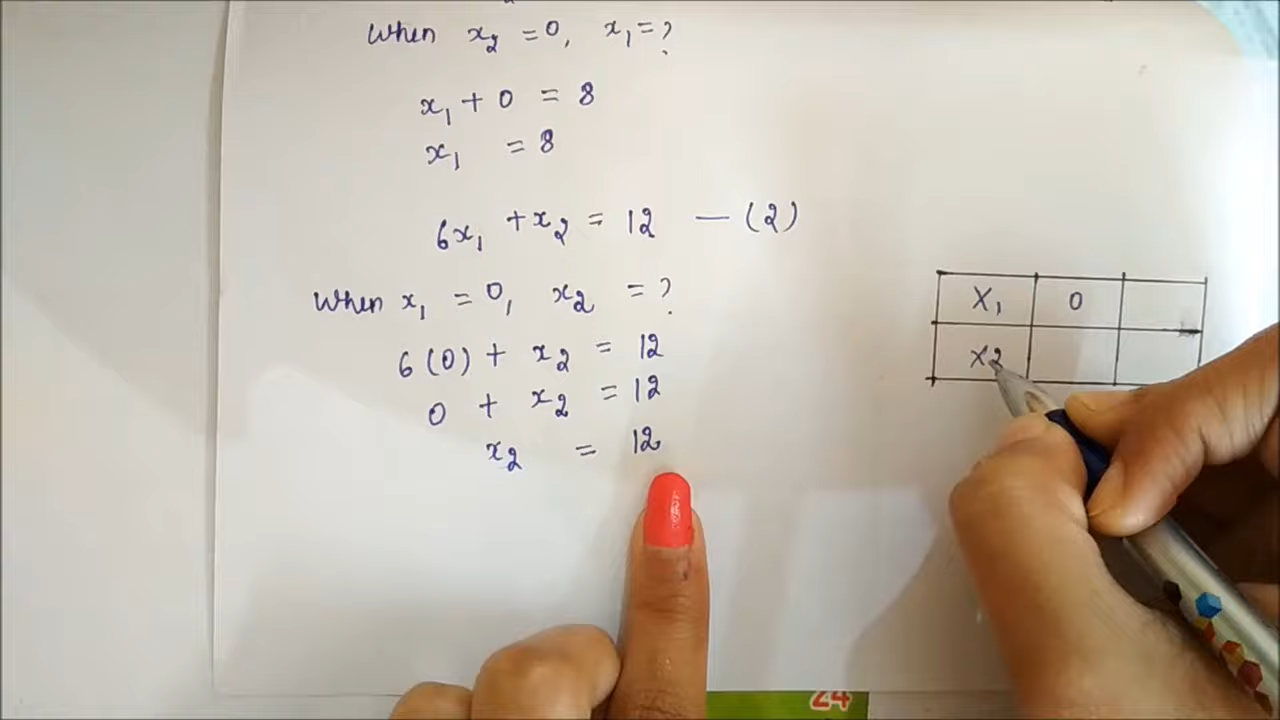 When x₂ = 0, x₁ = ?
x₁ + 0 = 8
x₁ = 8
6x₁ + x₂ = 12 — (2)
When x₁ = 0, x₂ = ?
6(0) + x₂ = 12
0 + x₂ = 12
x₂ = 12
X₁ 0
X2
24